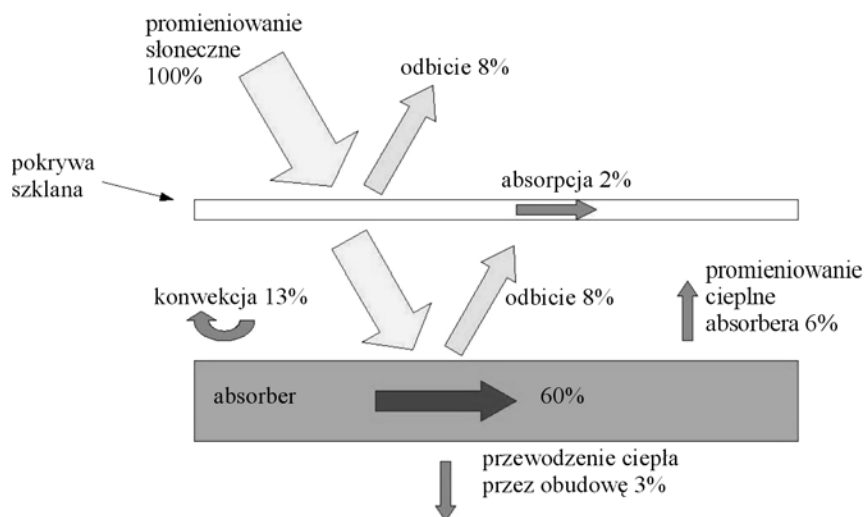 promieniowanie
słoneczne
100%
odbicie 8%
pokrywa
szklana
absorpcja 2%
konwekcja 13%
odbicie 8%
promieniowanie
cieplne
absorbera 6%
absorber
60%
przewodzenie ciepła
przez obudowę 3%